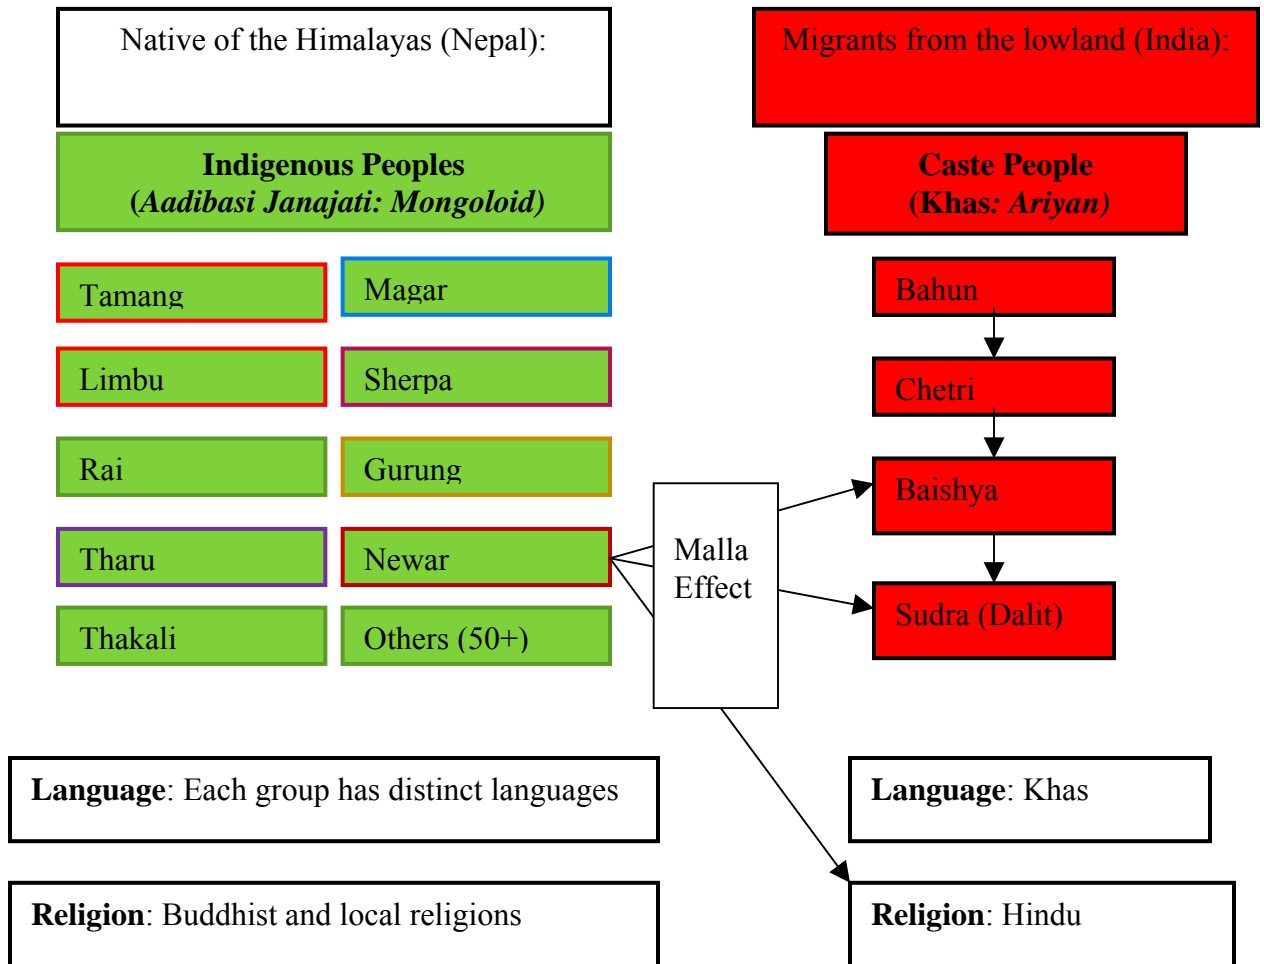 Native of the Himalayas (Nepal):
Migrants from the lowland (India):
Indigenous Peoples
(Aadibasi Janajati: Mongoloid)
Caste People
(Khas: Ariyan)
Tamang
Magar
Bahun
Limbu
Sherpa
Chetri
Rai
Gurung
Baishya
Tharu
Newar
Malla
Effect
Sudra (Dalit)
Thakali
Others (50+)
Language: Each group has distinct languages
Language: Khas
Religion: Buddhist and local religions
Religion: Hindu